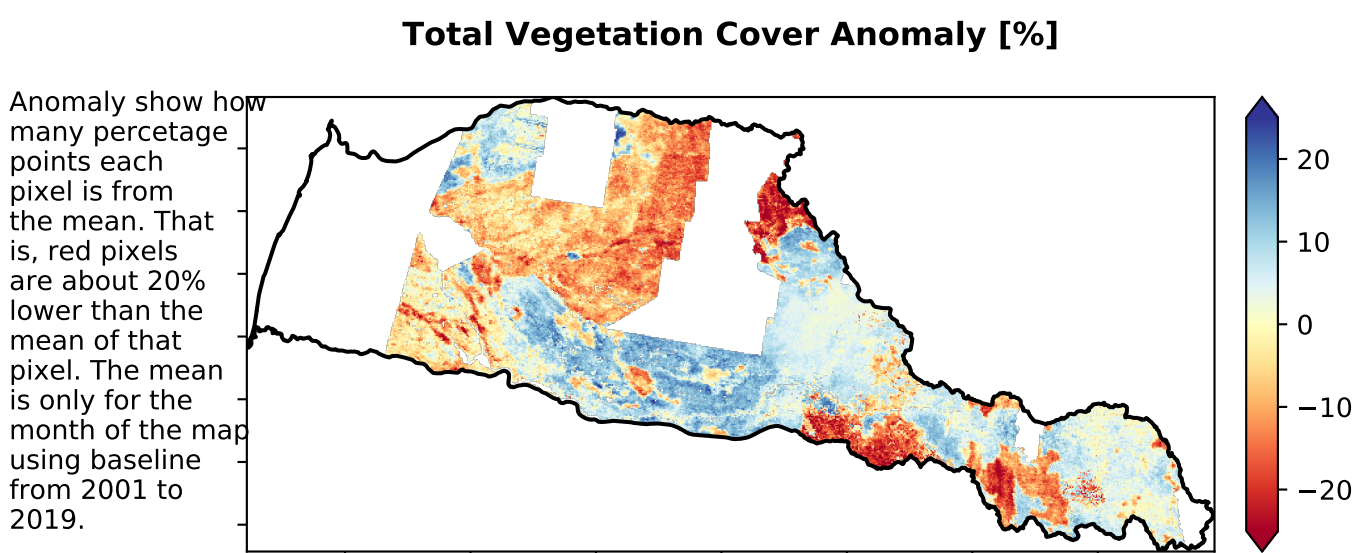 Total Vegetation Cover Anomaly [%]
Anomaly show how
many percetage
points each
pixel is from
the mean. That
is, red pixels
are about 20%
lower than the
mean of that
pixel. The mean
is only for the
month of the map
using baseline
from 2001 to
2019.
20
10
0
−10
−20